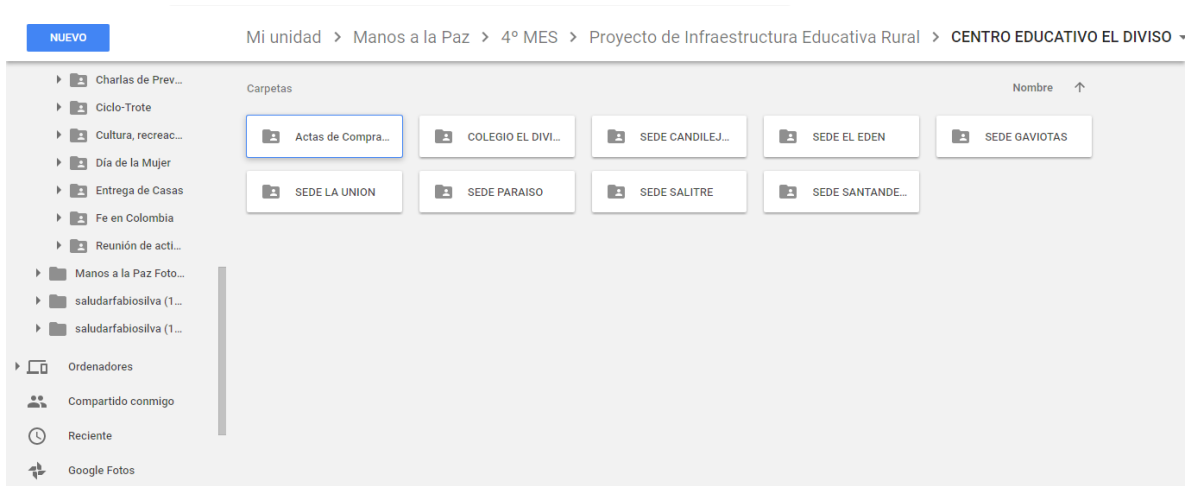 NUEVO
Mi unidad > Manos a la Paz > 4º MES > Proyecto de Infraestructura Educativa Rural > CENTRO EDUCATIVO EL DIVISO
Charlas de Prev...
Ciclo-Trote
Cultura, recreac...
Día de la Mujer
Entrega de Casas
Fe en Colombia
Reunión de acti...
Manos a la Paz Foto...
saludarfabiosilva (1...
saludarfabiosilva (1...
Ordenadores
Compartido conmigo
Reciente
Google Fotos
Carpetas
Nombre
Actas de Compra...
COLEGIO EL DIVI...
SEDE CANDILEJ...
SEDE EL EDEN
SEDE GAVIOTAS
SEDE LA UNION
SEDE PARAISO
SEDE SALITRE
SEDE SANTANDE...